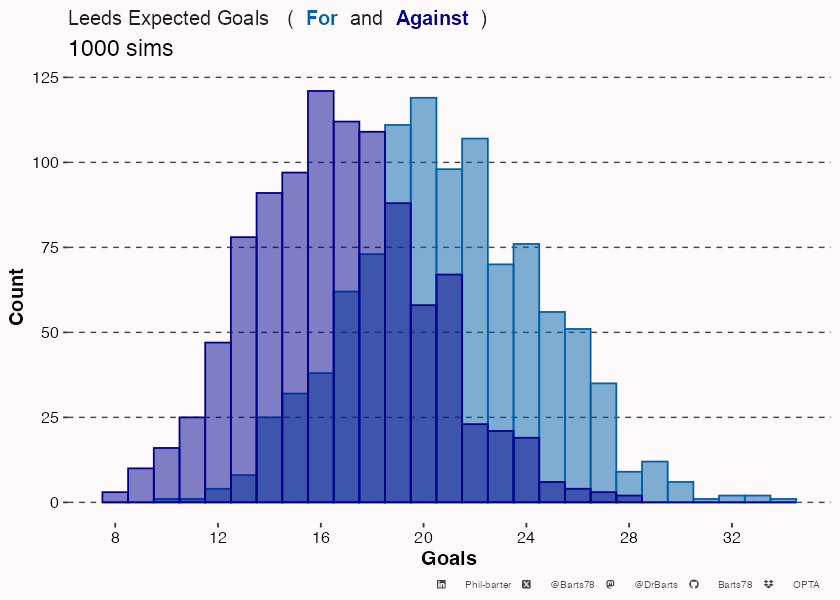 Leeds Expected Goals ( For and Against )
1000 sims
125
100
75
50
25
0
Count
8 12 16 20 24 28 32
Goals
Phil-barter @Barts78 @DrBarts Barts78 OPTA